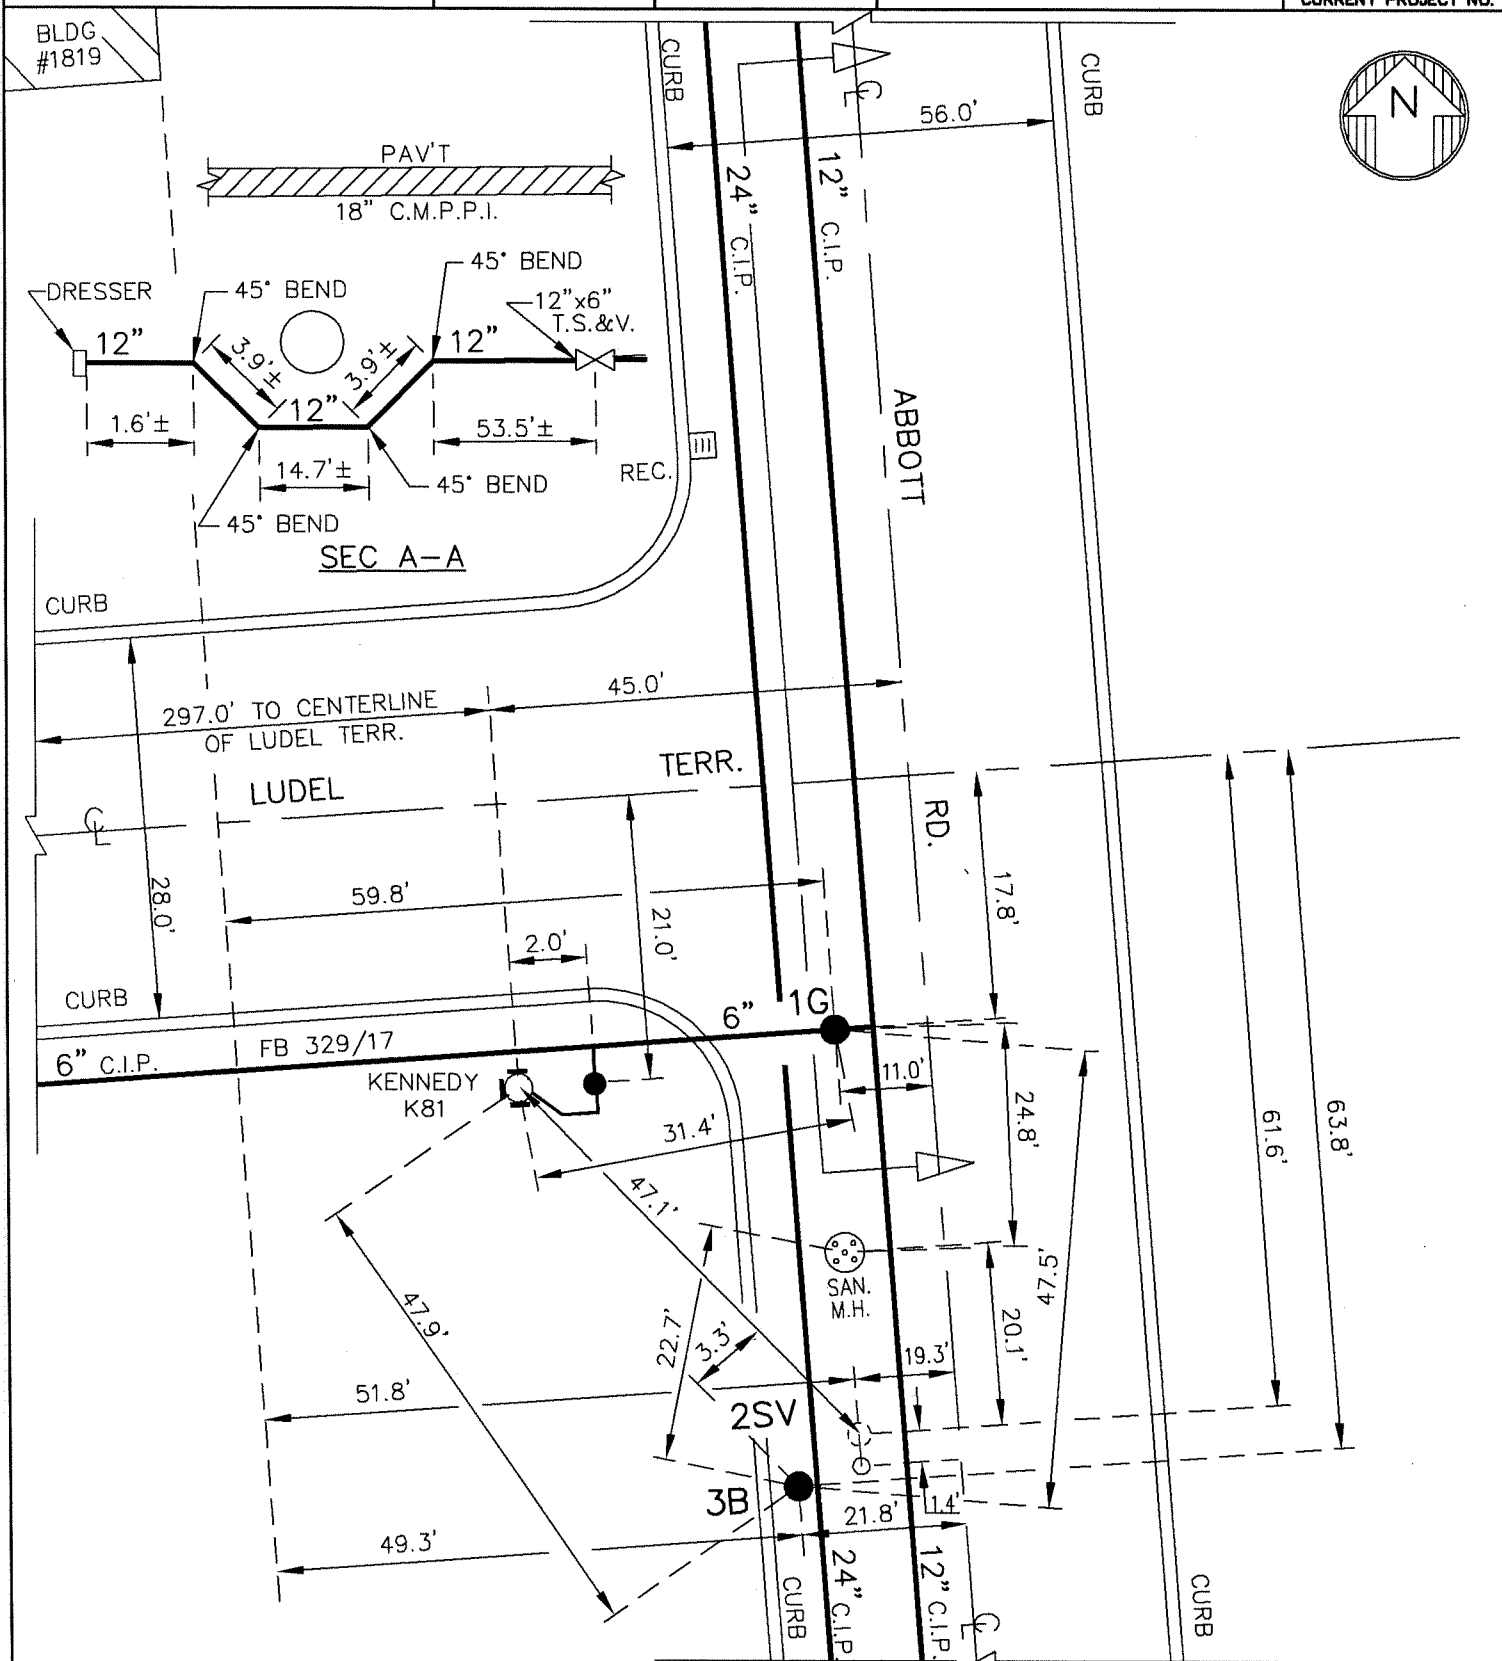 CURRENT PROJECT NO.
BLDG
#1819
CURB
CURB
N
56.0'
PAV'T
18" C.M.P.P.I.
24" C.I.P.
12" C.I.P.
45° BEND
DRESSER
45° BEND
12"x6"
T.S.&V.
12"
12"
3.9'±
3.9'±
12"
1.6'±
53.5'±
14.7'±
45° BEND
REC.
45° BEND
SEC A-A
ABBOTT
CURB
45.0'
297.0' TO CENTERLINE
OF LUDEL TERR.
TERR.
LUDEL
RD.
28.0'
59.8'
21.0'
17.8'
2.0'
CURB
6"
1G
FB 329/17
6" C.I.P.
KENNEDY
K81
11.0'
24.8'
31.4'
61.6'
63.8'
47.1'
SAN.
M.H.
47.5'
47.9'
22.7'
3.3'
20.1'
19.3'
51.8'
2SV
3B
1.4'
21.8'
49.3'
CURB
24" C.I.P.
12" C.I.P.
CURB